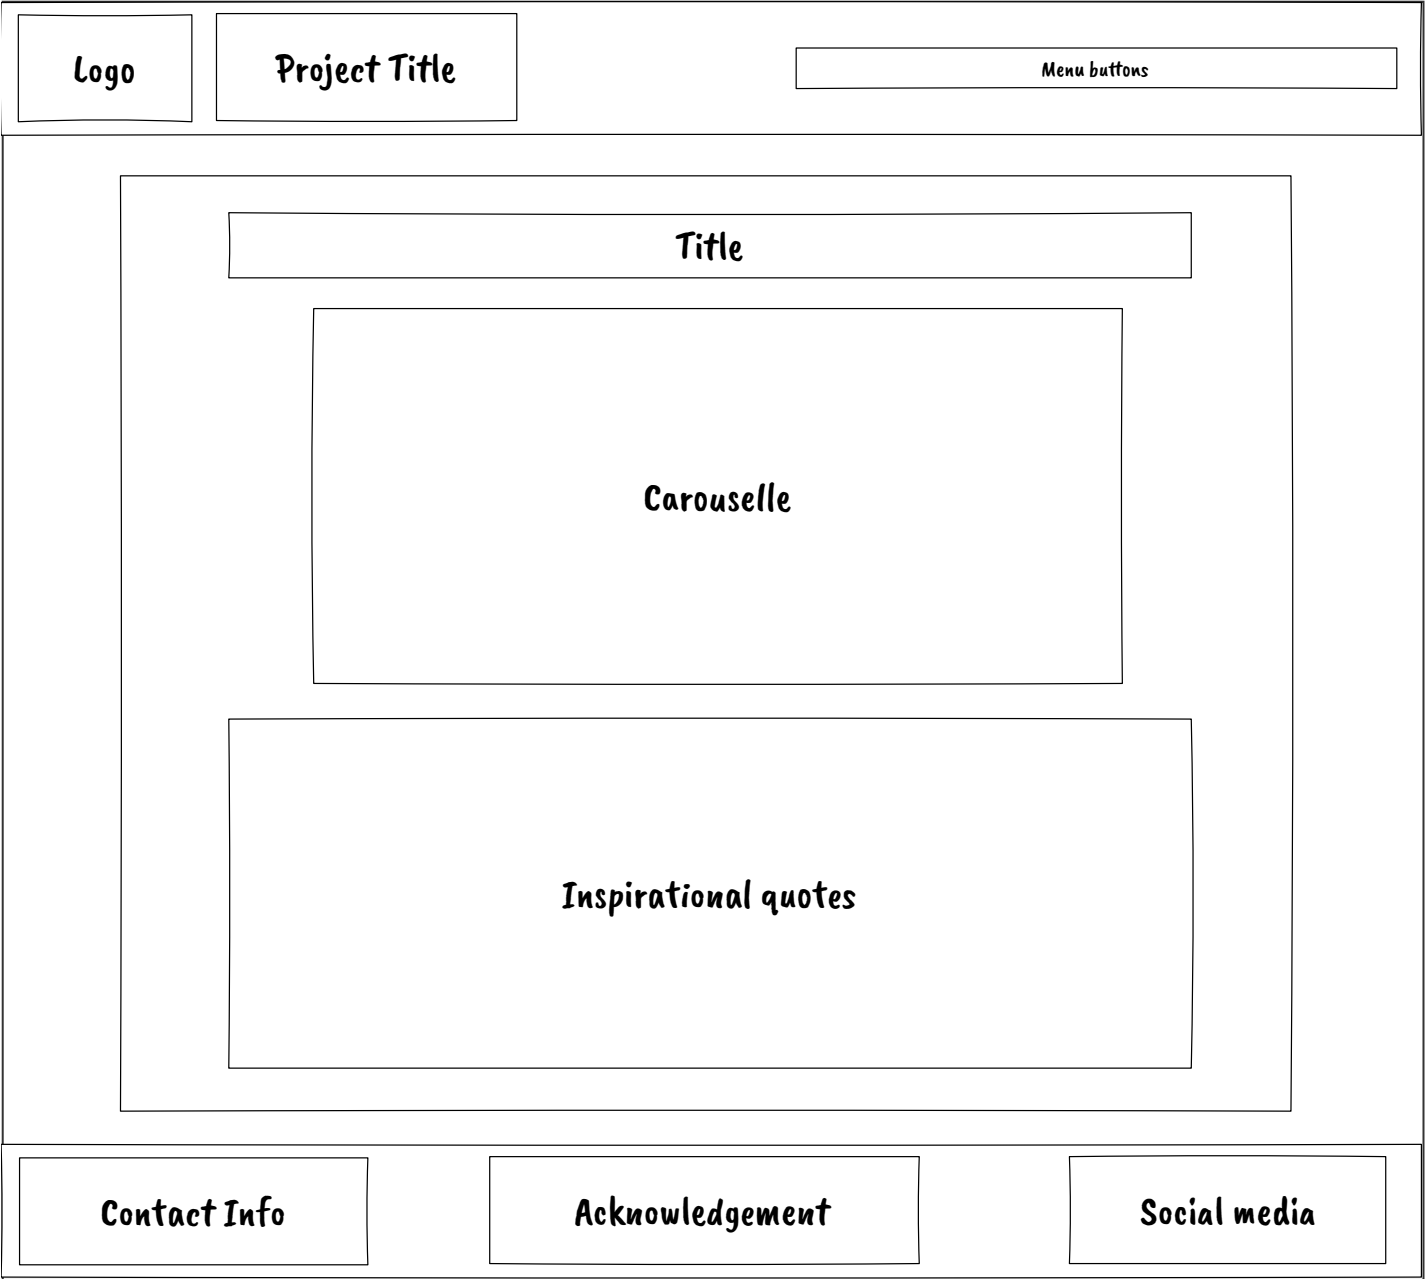 Logo
Project Title
Menu buttons
Title
Carouselle
Inspirational quotes
Contact Info
Acknowledgement
Social media